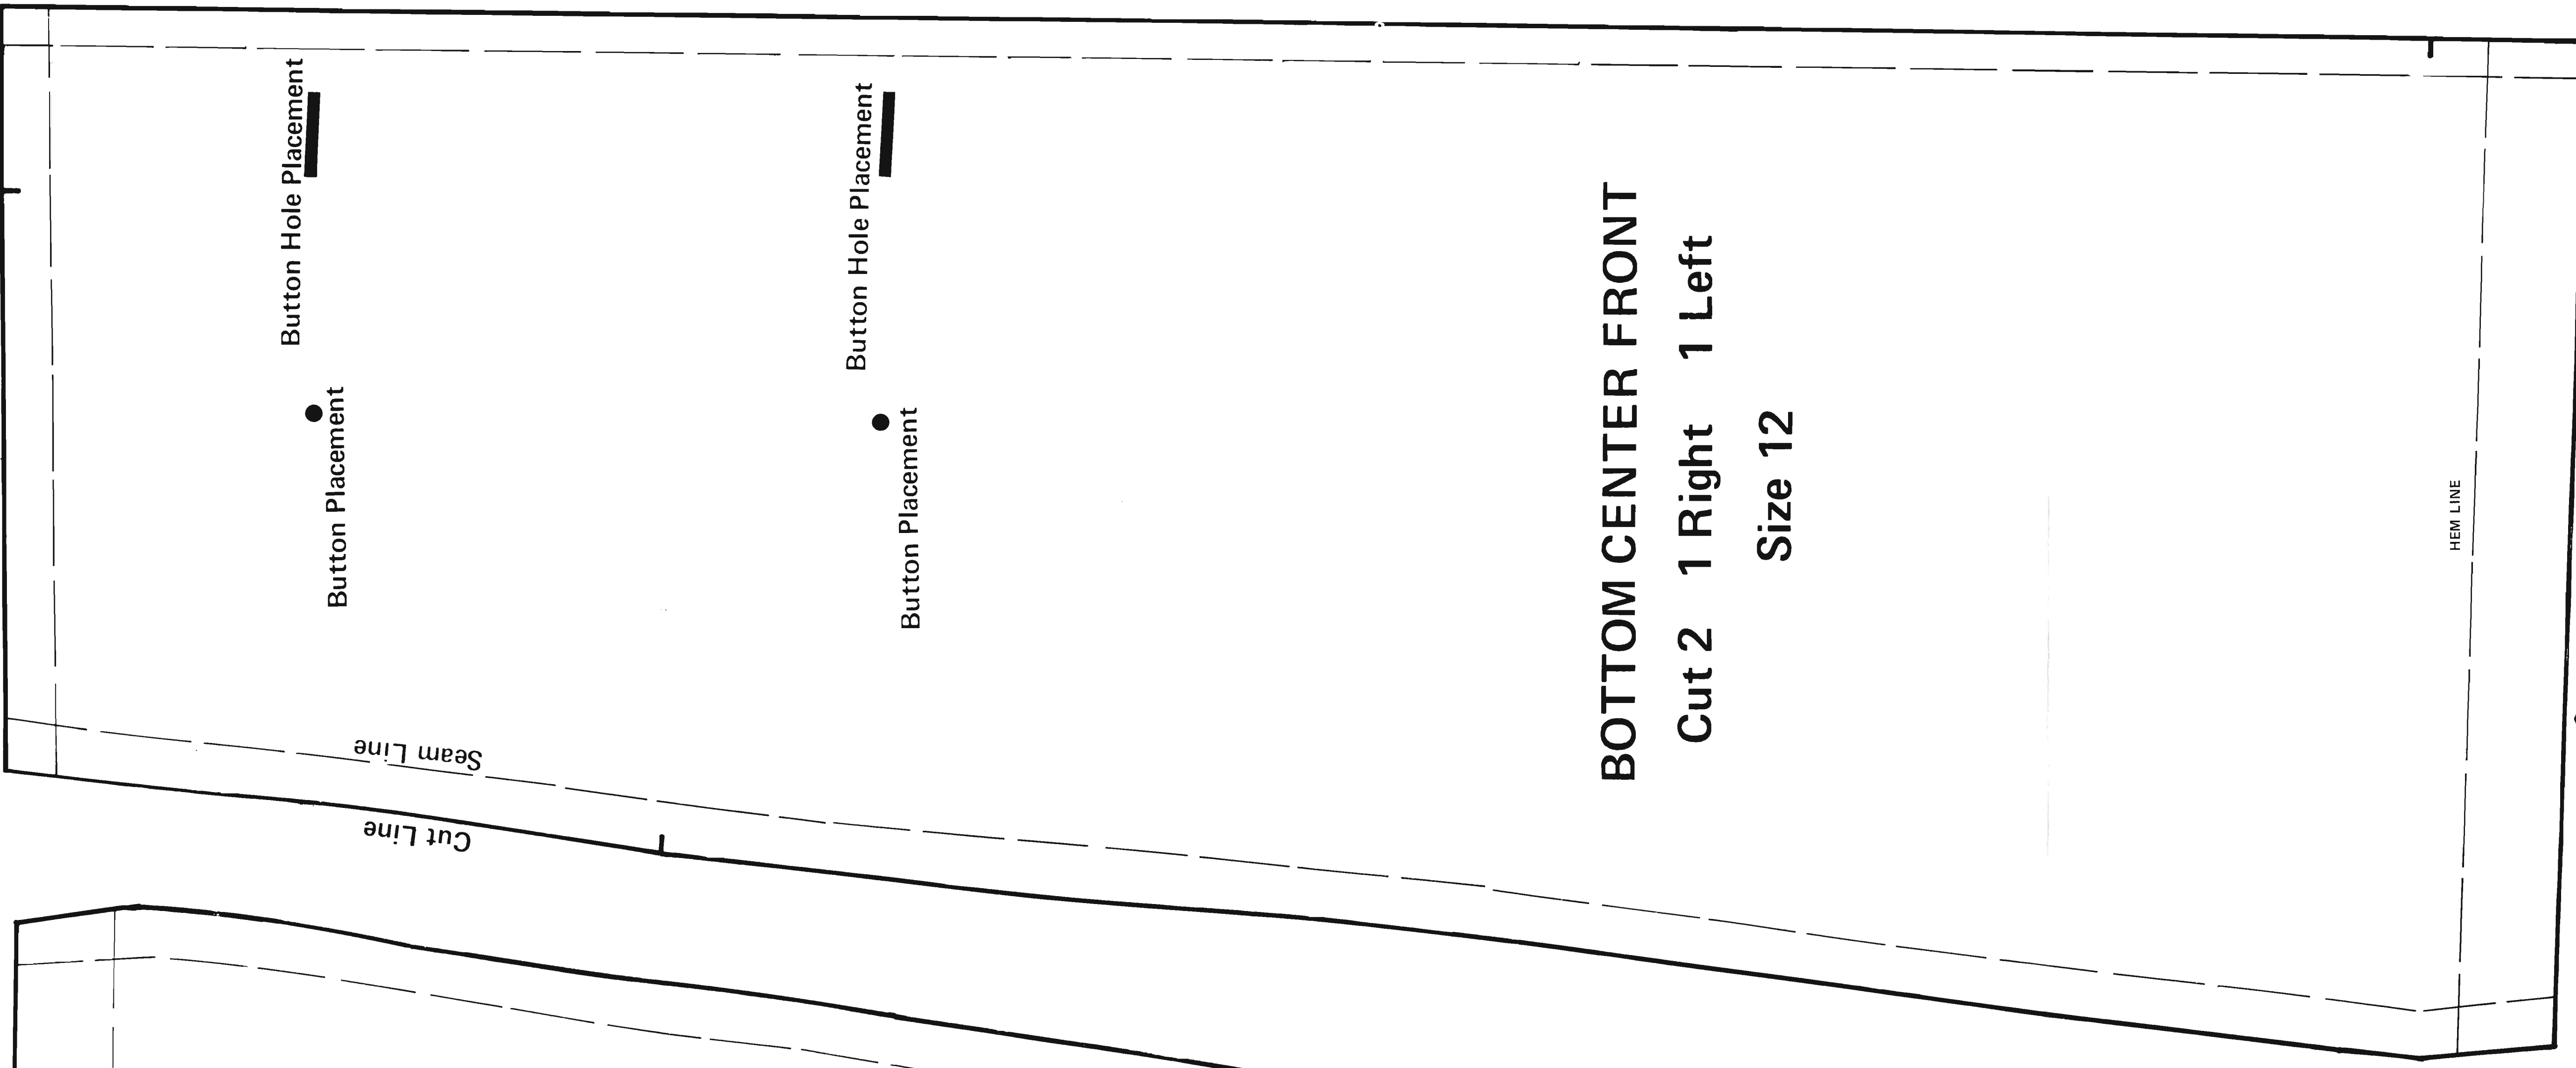 Button Hole Placement
Button Placement
Button Hole Placement
Button Placement
BOTTOM CENTER FRONT
Cut 2 1 Right 1 Left
Size 12
HEM LINE
Seam Line
Cut Line